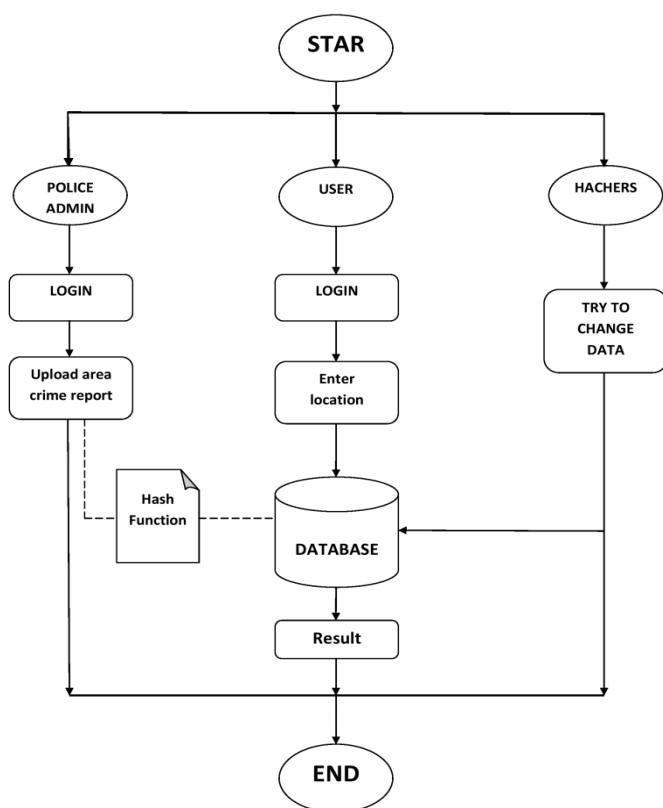 STAR
POLICE
ADMIN
USER
HACHERS
LOGIN
LOGIN
TRY TO
CHANGE
DATA
Upload area
crime report
Enter
location
Hash
Function
DATABASE
Result
END